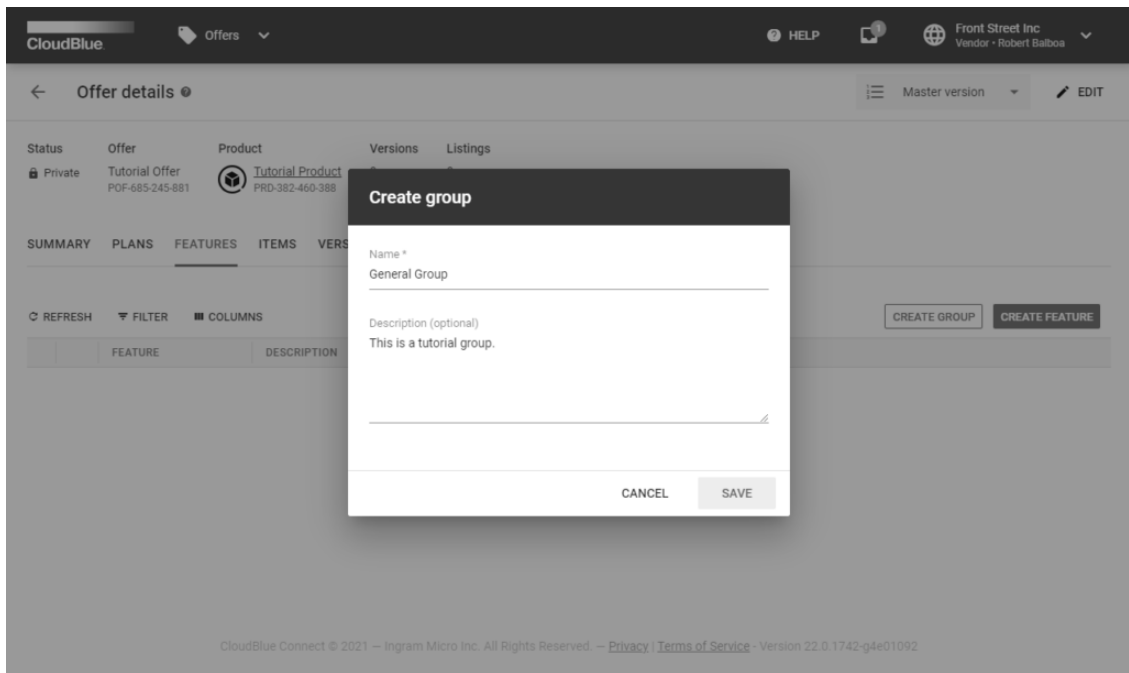 CloudBlue
Offers
HELP
1
Front Street Inc
Vendor • Robert Balboa
Offer details
Master version
EDIT
Status
Offer
Product
Versions
Listings
Private
Tutorial Offer
POF-685-245-881
Tutorial Product
PRD-382-460-388
Create group
SUMMARY PLANS FEATURES ITEMS VERS
Name *
General Group
REFRESH FILTER COLUMNS
CREATE GROUP CREATE FEATURE
Description (optional)
This is a tutorial group.
FEATURE DESCRIPTION
CANCEL SAVE
CloudBlue Connect © 2021 — Ingram Micro Inc. All Rights Reserved. — Privacy | Terms of Service - Version 22.0.1742-g4e01092